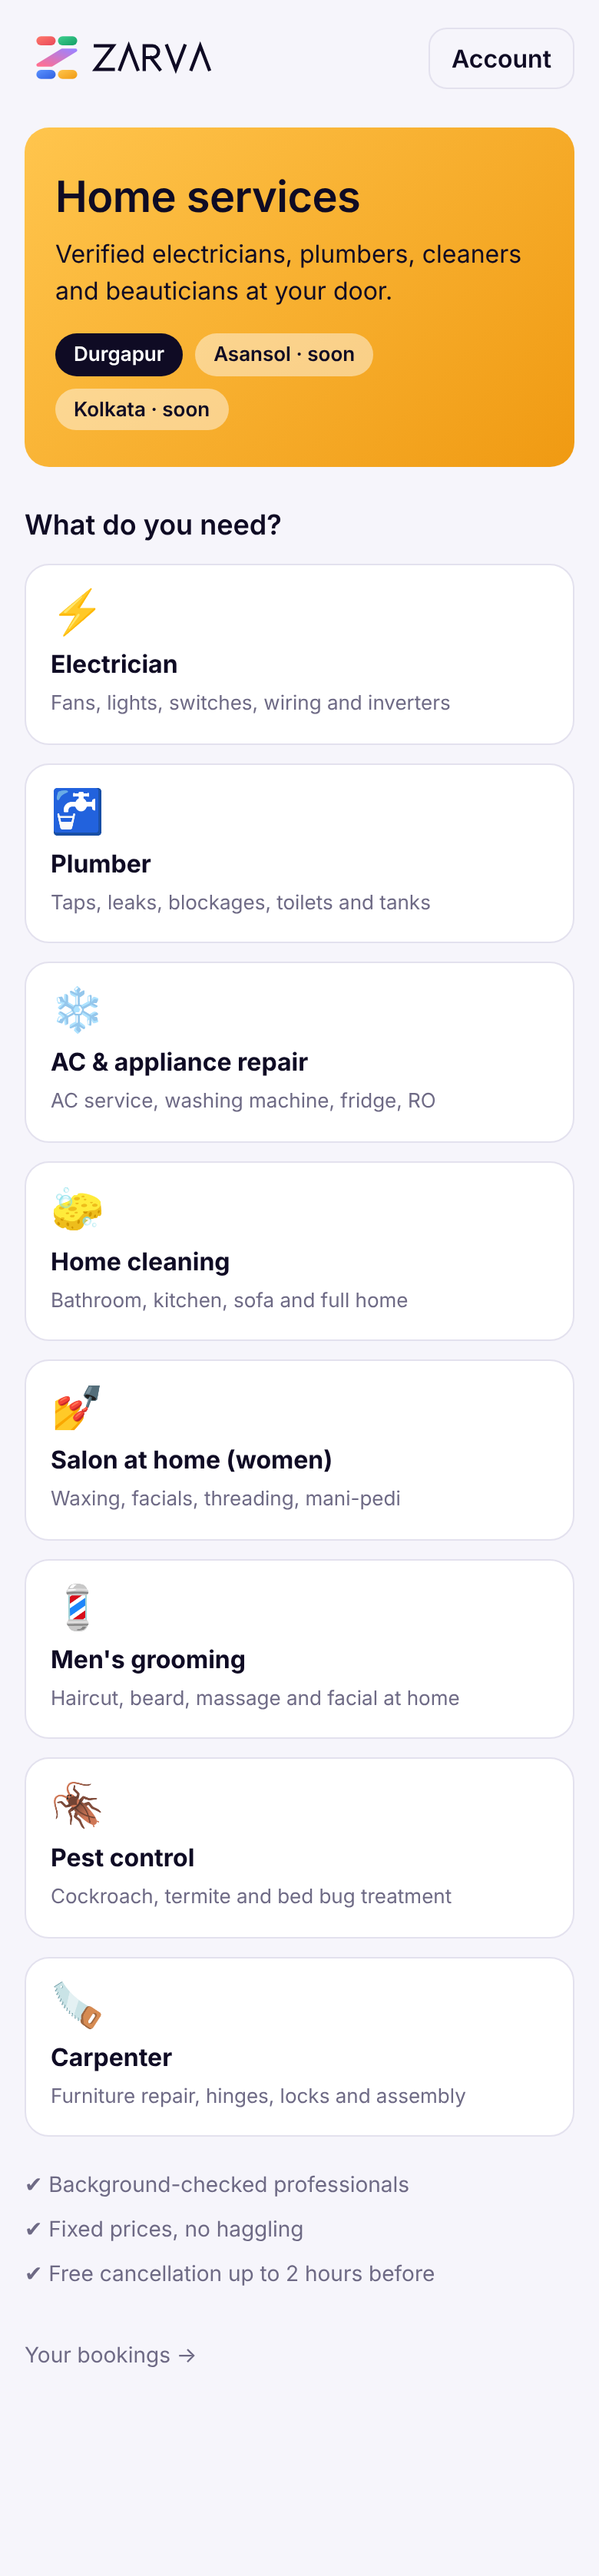 ZARVA
Account
Home services
Verified electricians, plumbers, cleaners
and beauticians at your door.
Durgapur
Asansol · soon
Kolkata · soon
What do you need?
Electrician
Fans, lights, switches, wiring and inverters
Plumber
Taps, leaks, blockages, toilets and tanks
AC & appliance repair
AC service, washing machine, fridge, RO
Home cleaning
Bathroom, kitchen, sofa and full home
Salon at home (women)
Waxing, facials, threading, mani-pedi
Men's grooming
Haircut, beard, massage and facial at home
Pest control
Cockroach, termite and bed bug treatment
Carpenter
Furniture repair, hinges, locks and assembly
✔ Background-checked professionals
✔ Fixed prices, no haggling
✔ Free cancellation up to 2 hours before
Your bookings →